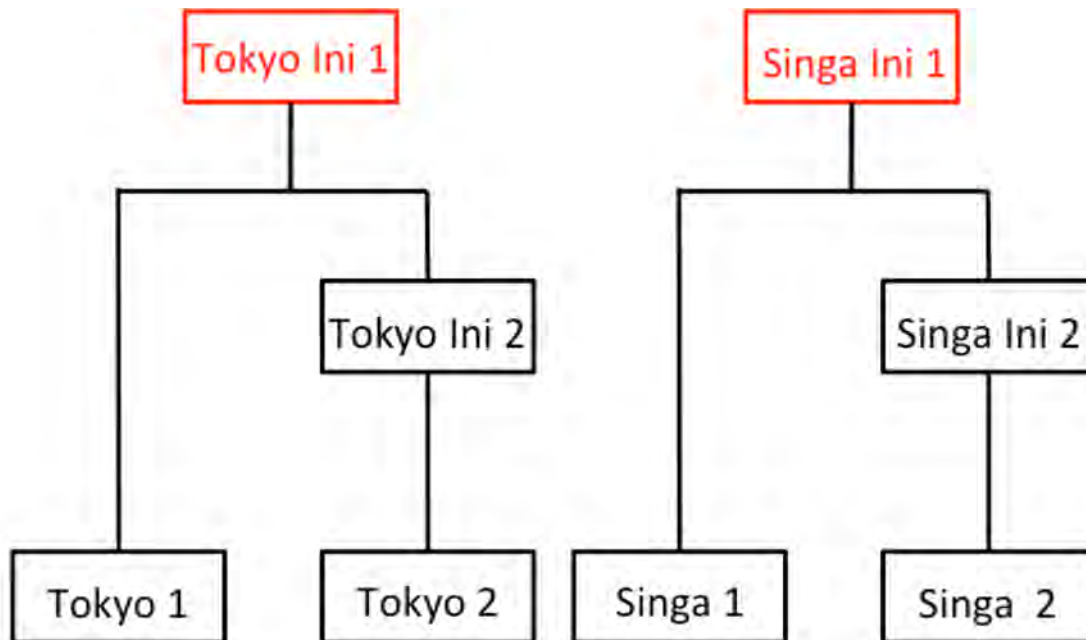 Tokyo Ini 1
Singa Ini 1
Tokyo Ini 2
Singa Ini 2
Tokyo 1
Tokyo 2
Singa 1
Singa 2